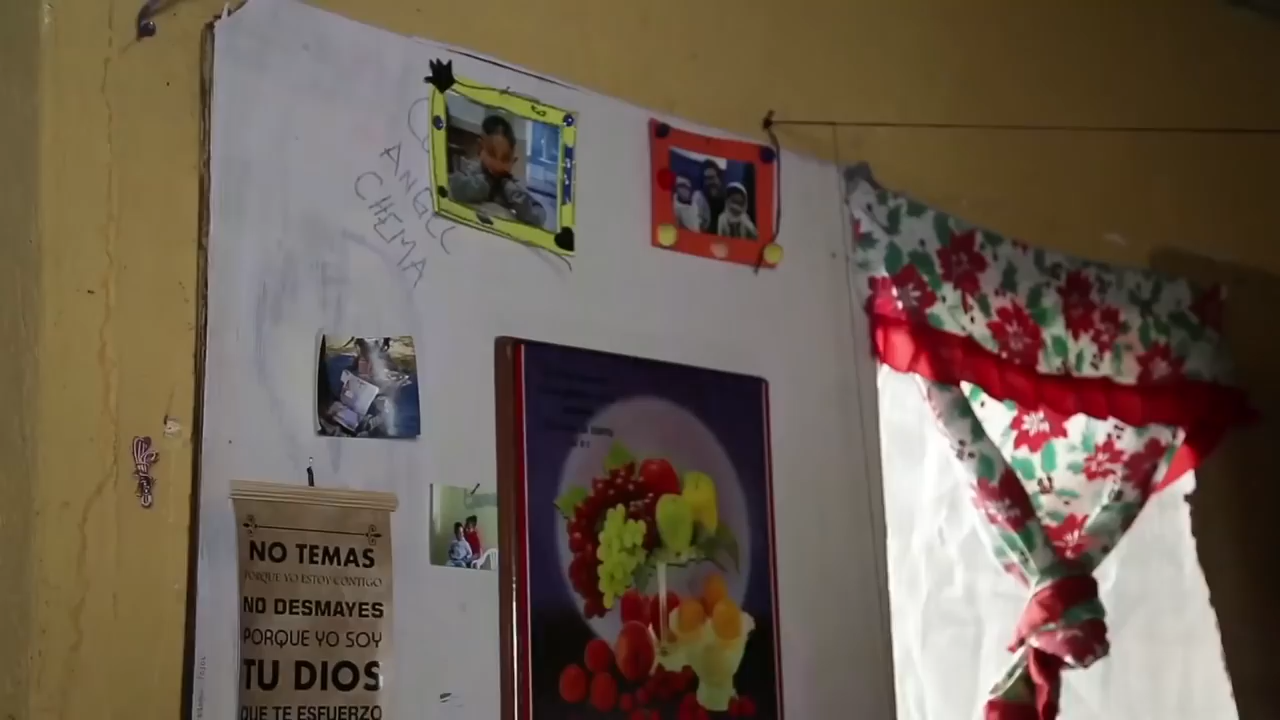 ANGEL
CHEMA
NO TEMAS
PORQUE YO ESTOY CONTIGO
NO DESMAYES
PORQUE YO SOY
TU DIOS
QUE TE ESFUERZO